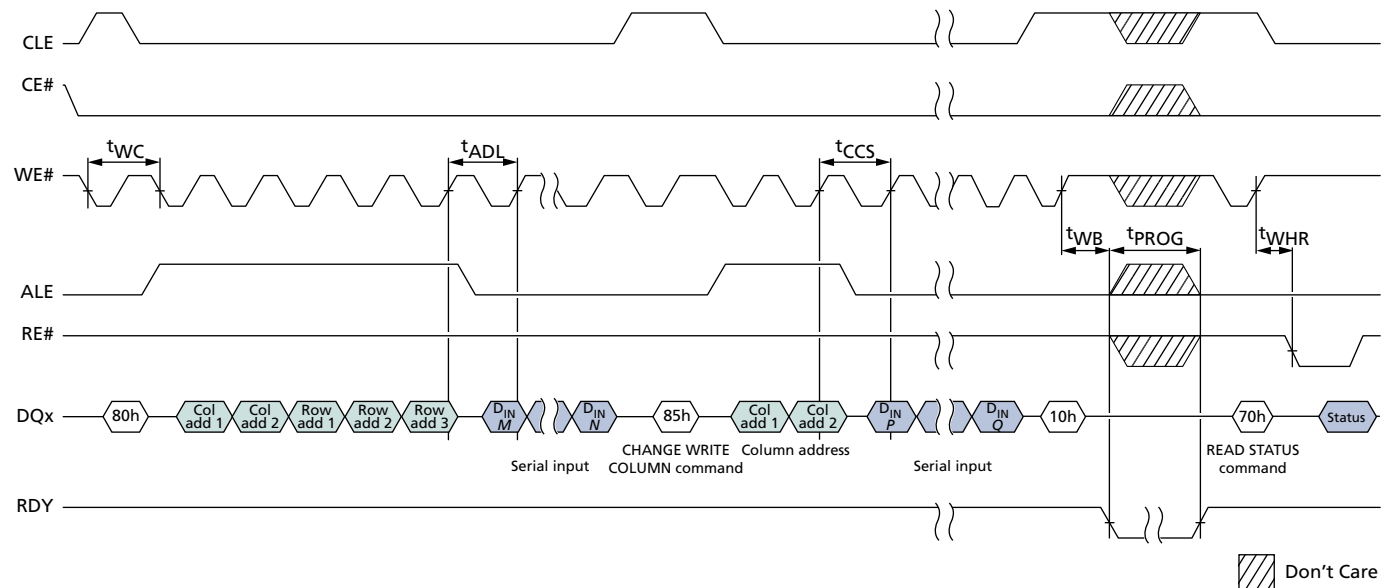 CLE
CE#
tWC
tADL
tCCS
WE#
tWB
tPROG
tWHR
ALE
RE#
DQx
80h
Col add 1
Col add 2
Row add 1
Row add 2
Row add 3
DIN M
DIN N
85h
Col add 1
Col add 2
DIN P
DIN Q
10h
70h
Status
Serial input
CHANGE WRITE
COLUMN command
Column address
Serial input
READ STATUS
command
RDY
Don't Care